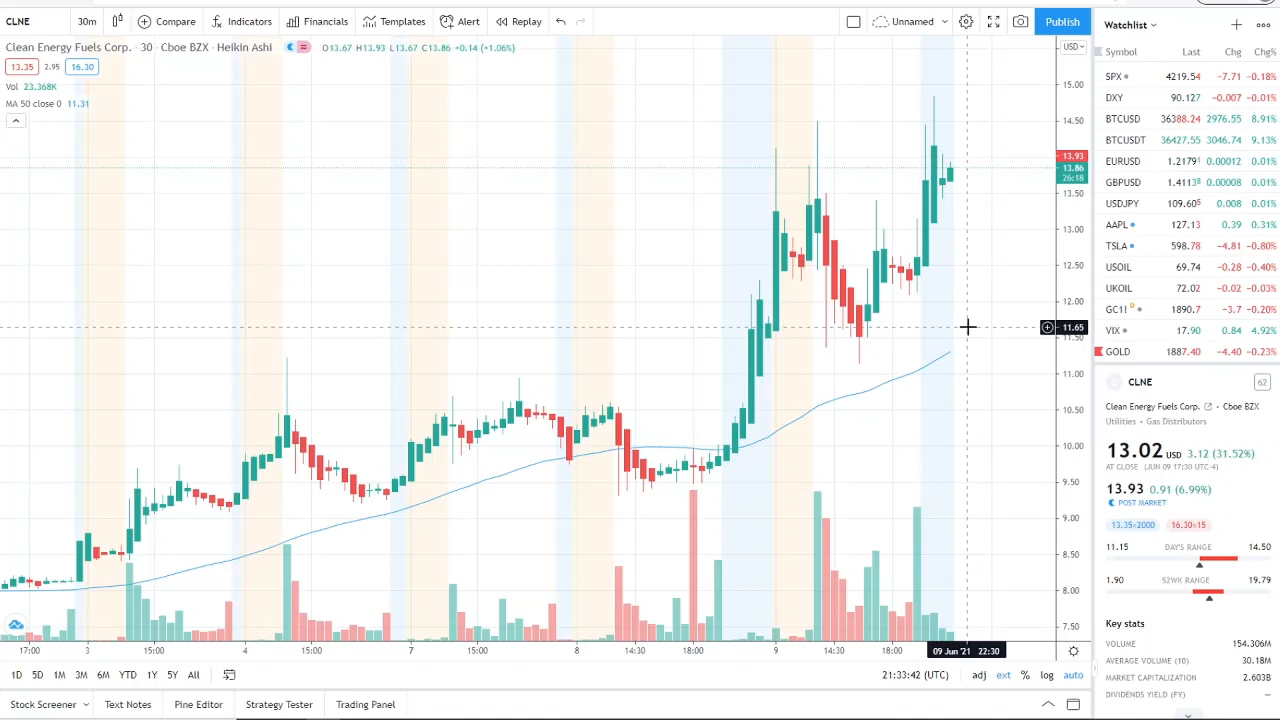 CLNE 30m Compare Indicators Financials Templates Alert Replay Unnamed Publish
Clean Energy Fuels Corp. · 30 · Cboe BZX · Heikin Ashi O13.67 H13.93 L13.67 C13.86 +0.14 (+1.06%)
13.35 2.95 16.30
Vol 23.368K
MA 50 close 0 11.31
USD
15.00
14.50
13.93
13.86
26:18
13.50
13.00
12.50
12.00
11.65
11.50
11.00
10.50
10.00
9.50
9.00
8.50
8.00
7.50
17:00 3 15:00 4 15:00 7 15:00 8 14:30 18:00 9 14:30 18:00 09 Jun '21 22:30
1D 5D 1M 3M 6M YTD 1Y 5Y All 21:33:42 (UTC) adj ext % log auto
Stock Screener Text Notes Pine Editor Strategy Tester Trading Panel
Watchlist
Symbol Last Chg Chg%
SPX 4219.54 −7.71 −0.18%
DXY 90.127 −0.007 −0.01%
BTCUSD 36388.24 2976.55 8.91%
BTCUSDT 36427.55 3046.74 9.13%
EURUSD 1.21791 0.00012 0.01%
GBPUSD 1.41138 0.00008 0.01%
USDJPY 109.605 0.008 0.01%
AAPL 127.13 0.39 0.31%
TSLA 598.78 −4.81 −0.80%
USOIL 69.74 −0.28 −0.40%
UKOIL 72.02 −0.02 −0.03%
GC1! D 1890.7 −3.7 −0.20%
VIX 17.90 0.84 4.92%
GOLD 1887.40 −4.40 −0.23%
CLNE 62
Clean Energy Fuels Corp. · Cboe BZX
Utilities · Gas Distributors
13.02 USD 3.12 (31.52%)
AT CLOSE (JUN 09 17:30 UTC-4)
13.93 0.91 (6.99%)
POST MARKET
13.35×2000 16.30×15
11.15 DAY'S RANGE 14.50
1.90 52WK RANGE 19.79
Key stats
VOLUME 154.306M
AVERAGE VOLUME (10) 30.18M
MARKET CAPITALIZATION 2.603B
DIVIDENDS YIELD (FY) —